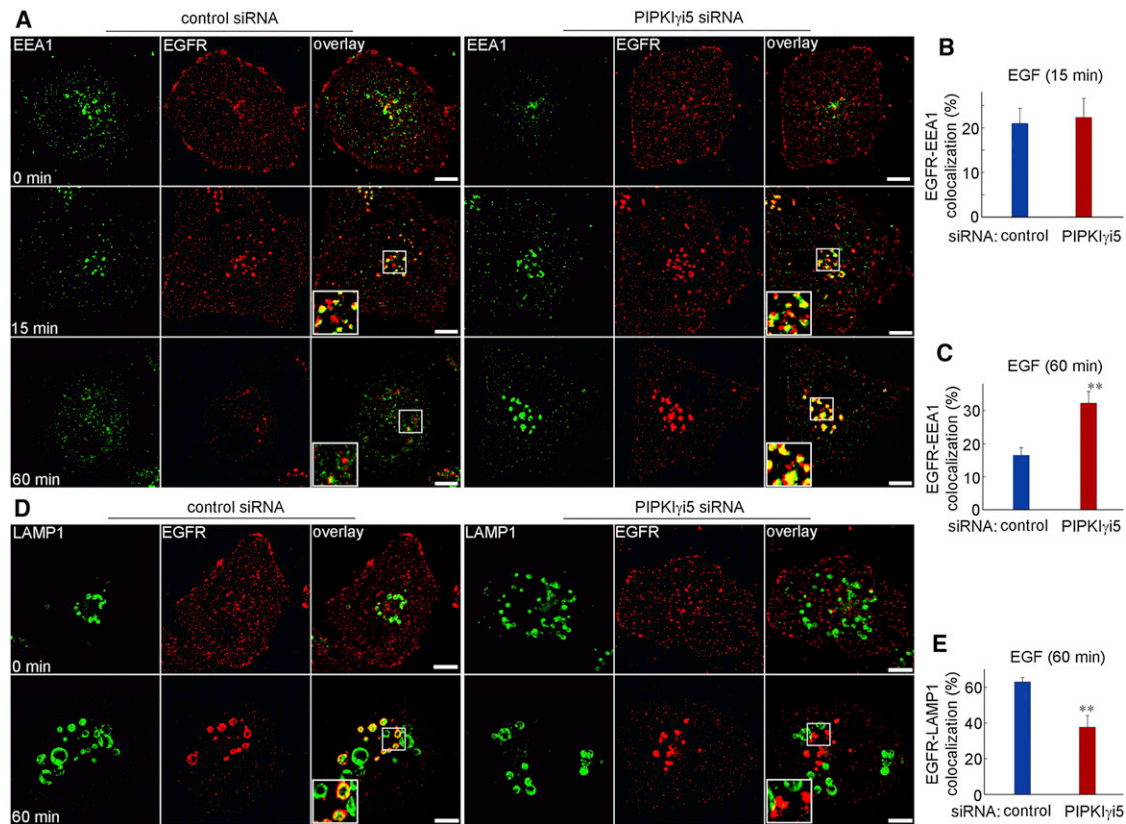 A
control siRNA
PIPKIγi5 siRNA
EEA1
EGFR
overlay
EEA1
EGFR
overlay
0 min
15 min
60 min
B
EGF (15 min)
EGFR-EEA1
colocalization (%)
20
10
0
siRNA: control
PIPKIγi5
C
EGF (60 min)
**
EGFR-EEA1
colocalization (%)
30
20
10
0
siRNA: control
PIPKIγi5
D
control siRNA
PIPKIγi5 siRNA
LAMP1
EGFR
overlay
LAMP1
EGFR
overlay
0 min
60 min
E
EGF (60 min)
**
EGFR-LAMP1
colocalization (%)
60
40
20
0
siRNA: control
PIPKIγi5